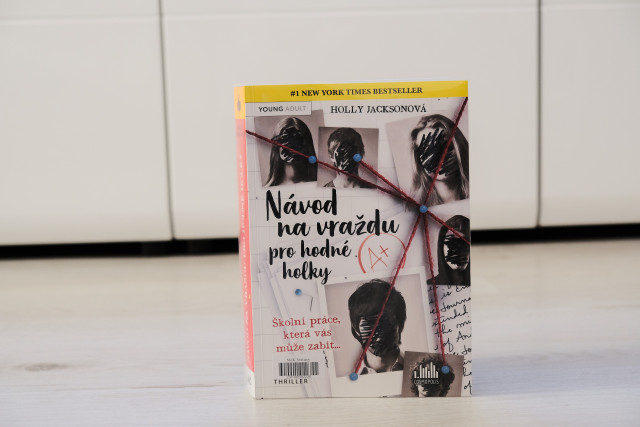 #1 NEW YORK TIMES BESTSELLER
YOUNG ADULT
HOLLY JACKSONOVÁ
Návod
na vraždu
pro hodné
holky
A+
Školní práce,
která vás
může zabít...
THRILLER
COSMOPOLIS